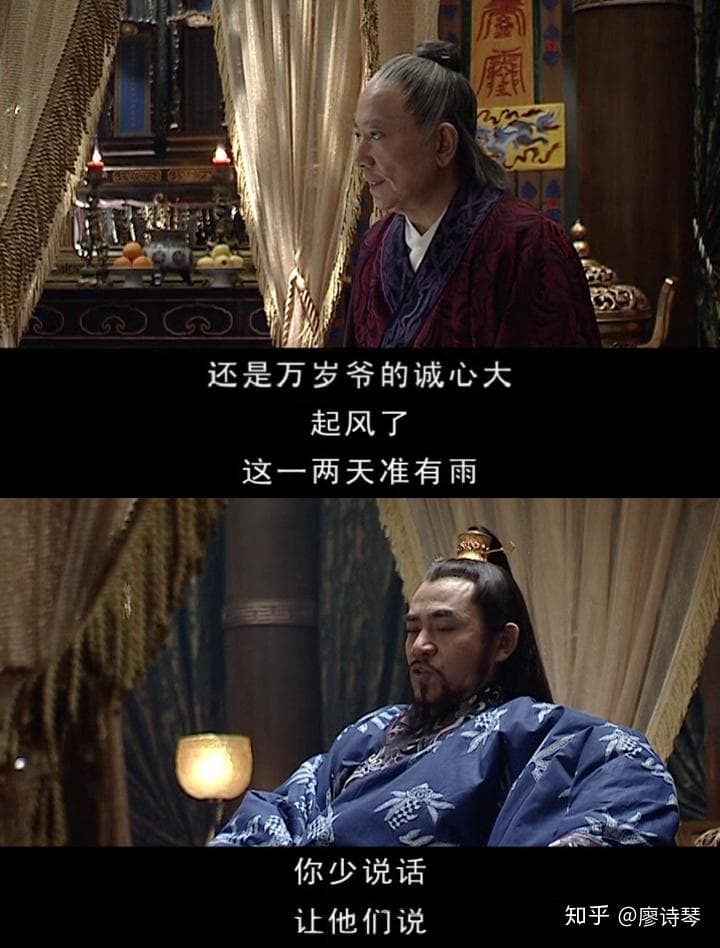 还是万岁爷的诚心大
起风了
这一两天准有雨
你少说话
让他们说
知乎 @廖诗琴